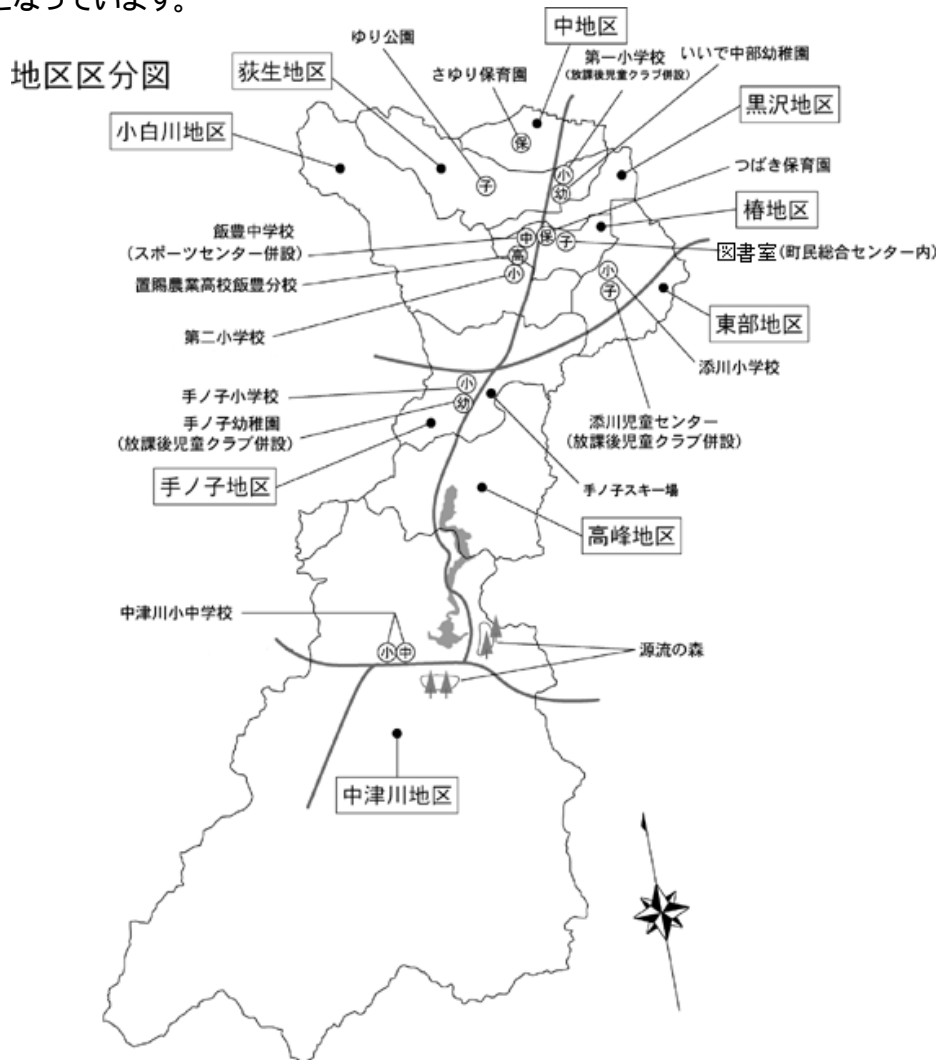 となっています。
地区区分図
中地区
ゆり公園
第一小学校
(放課後児童クラブ併設)
いいで中部幼稚園
荻生地区
さゆり保育園
黒沢地区
小白川地区
保
小
幼
子
つばき保育園
椿地区
飯豊中学校
(スポーツセンター併設)
中
保
子
図書室(町民総合センター内)
高
小
小
子
置賜農業高校飯豊分校
東部地区
第二小学校
添川小学校
手ノ子小学校
小
幼
手ノ子幼稚園
(放課後児童クラブ併設)
添川児童センター
(放課後児童クラブ併設)
手ノ子地区
手ノ子スキー場
高峰地区
中津川小中学校
小
中
源流の森
中津川地区